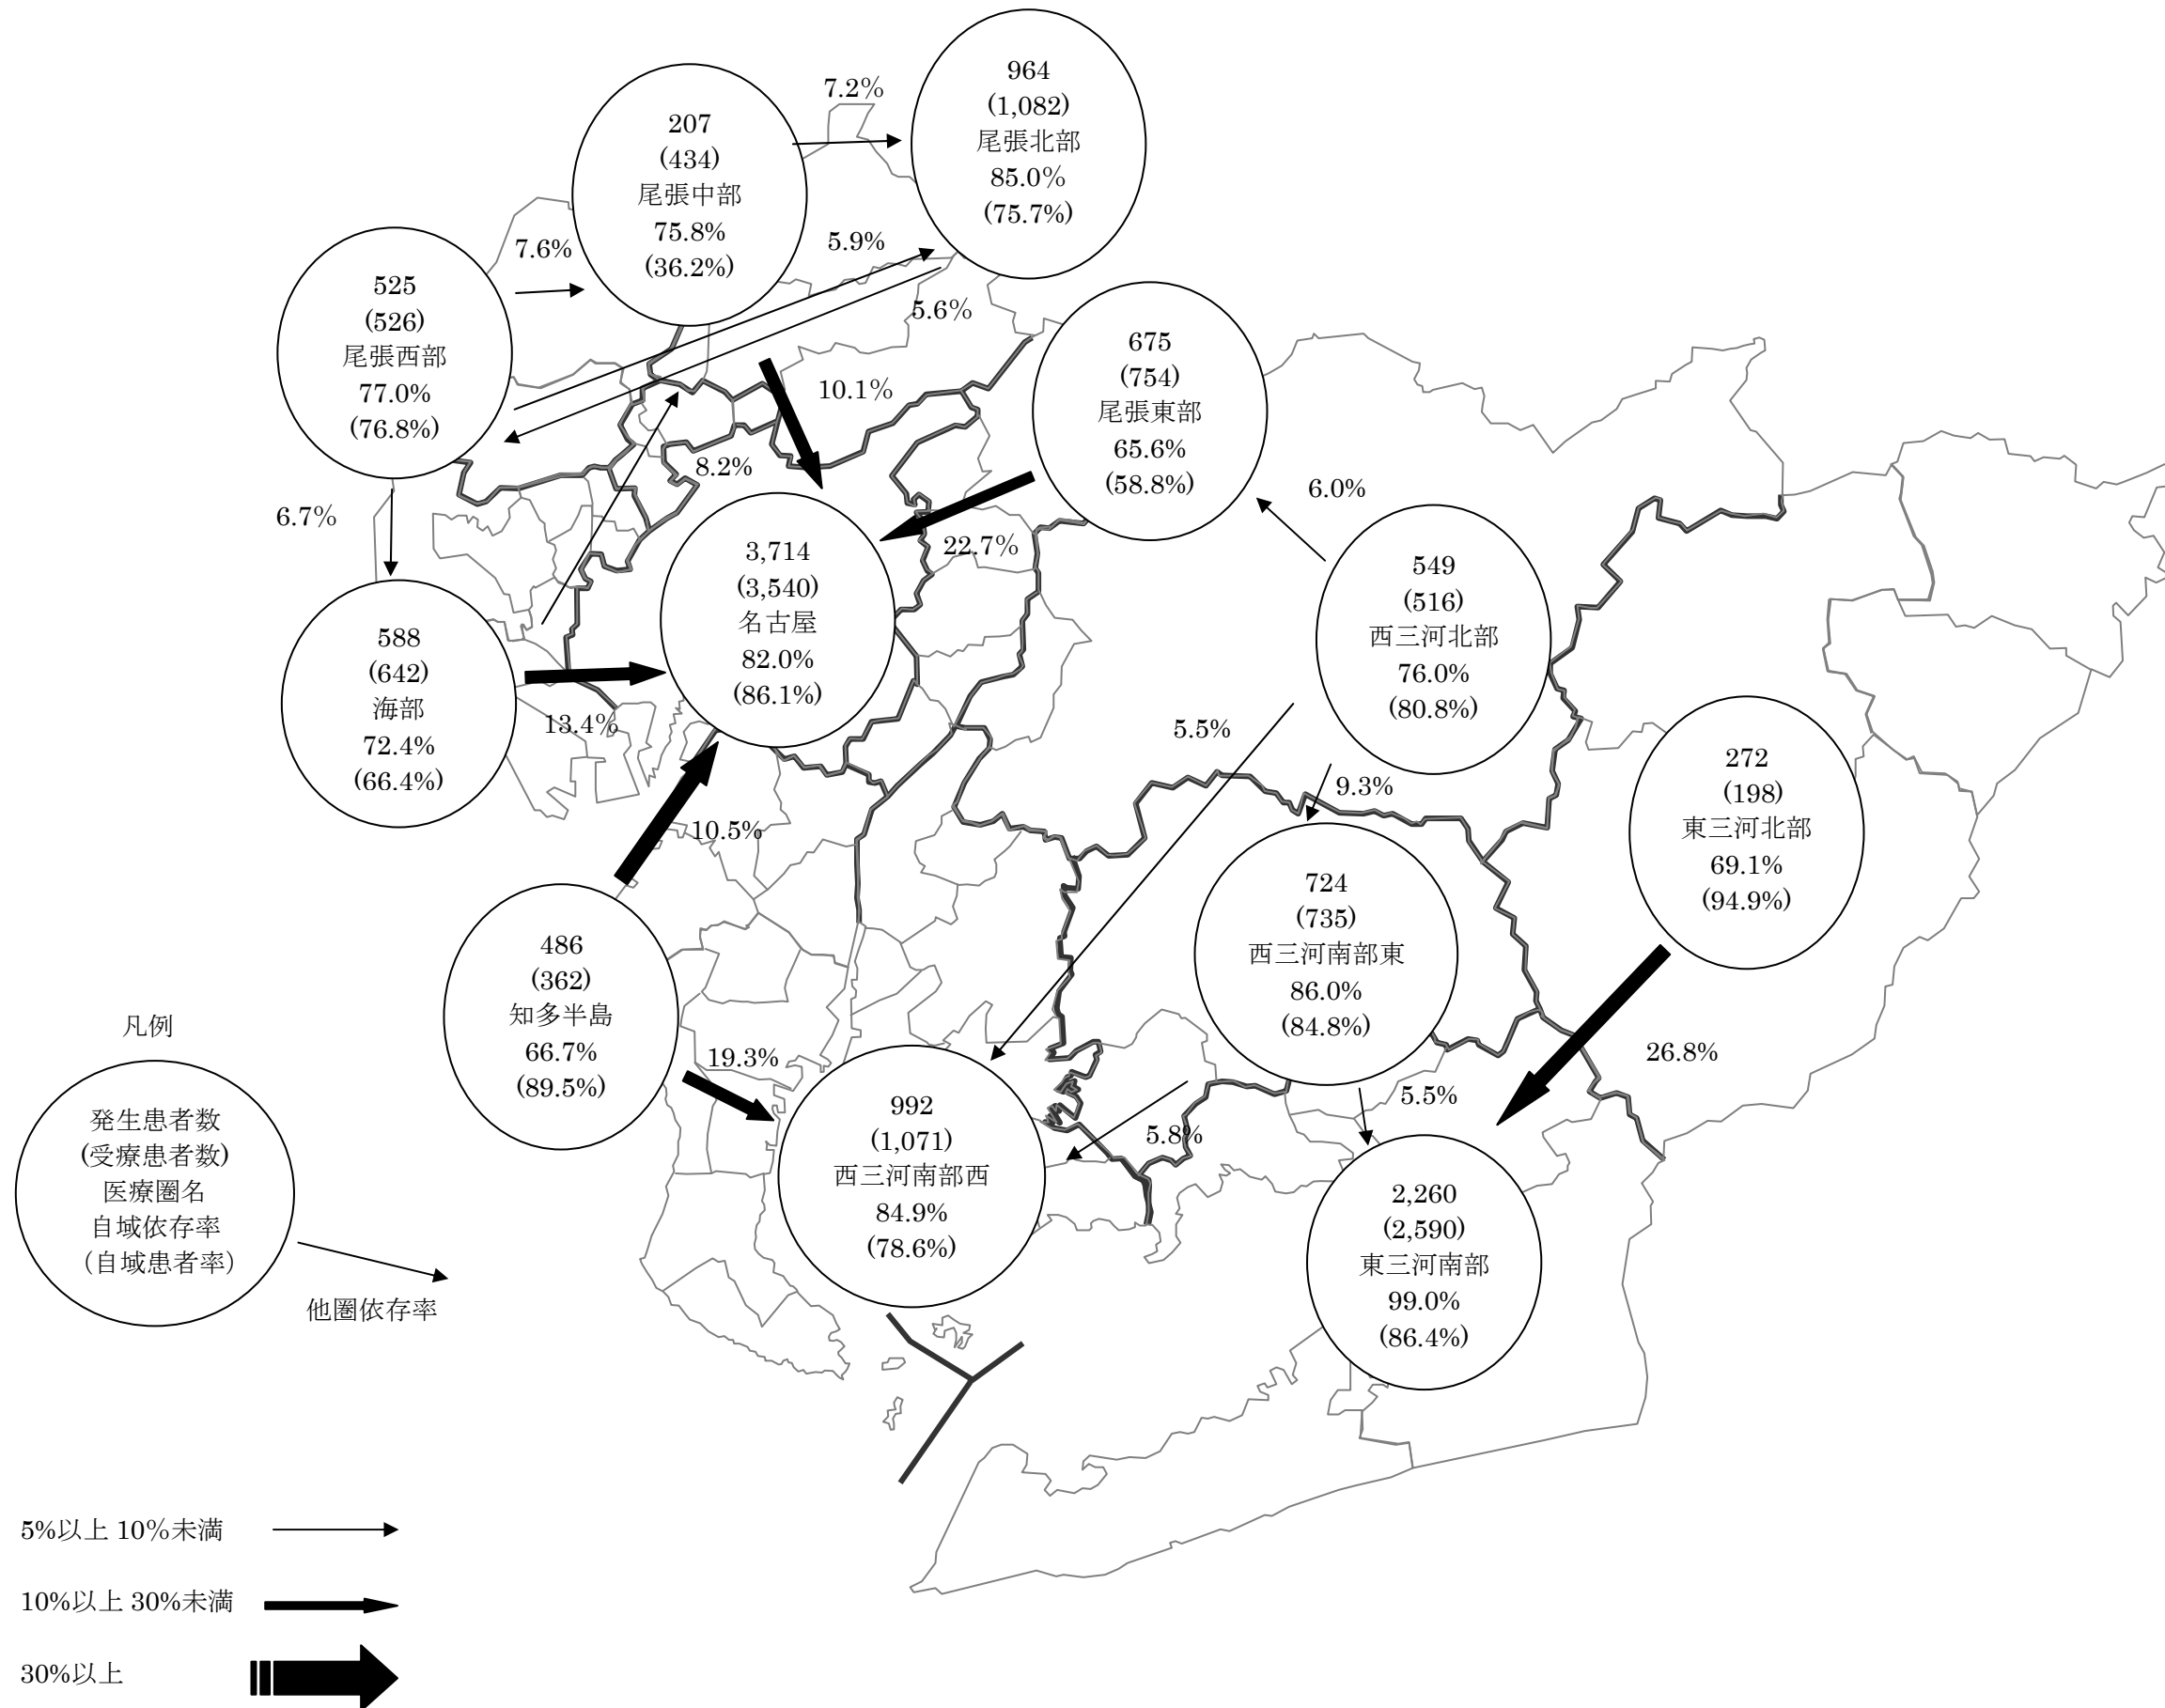 7.2%
964
(1,082)
尾張北部
85.0%
(75.7%)
207
(434)
尾張中部
75.8%
(36.2%)
7.6%
5.9%
5.6%
525
(526)
尾張西部
77.0%
(76.8%)
675
(754)
尾張東部
65.6%
(58.8%)
10.1%
8.2%
6.7%
22.7%
6.0%
3,714
(3,540)
名古屋
82.0%
(86.1%)
549
(516)
西三河北部
76.0%
(80.8%)
588
(642)
海部
72.4%
(66.4%)
13.4%
5.5%
9.3%
272
(198)
東三河北部
69.1%
(94.9%)
10.5%
724
(735)
西三河南部東
86.0%
(84.8%)
486
(362)
知多半島
66.7%
(89.5%)
19.3%
26.8%
5.5%
5.8%
992
(1,071)
西三河南部西
84.9%
(78.6%)
2,260
(2,590)
東三河南部
99.0%
(86.4%)
凡例
発生患者数
(受療患者数)
医療圏名
自域依存率
（自域患者率）
他圏依存率
5%以上 10%未満
10%以上 30%未満
30%以上